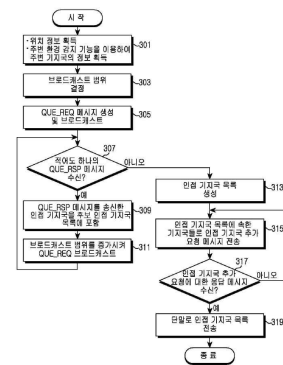 시 작
·위치 정보 획득
·주변 환경 감지 기능을 이용하여
주변 기지국의 정보 획득
301
브로드캐스트 범위
결정
303
QUE_REQ 메시지 생성
및 브로드캐스트
305
307
적어도 하나의
QUE_RSP 메시지
수신?
아니오
예
QUE_RSP 메시지를 송신한
인접 기지국을 후보 인접 기지국
목록에 포함
309
브로드캐스트 범위를 증가시켜
QUE_REQ 브로드캐스트
311
인접 기지국 목록
생성
313
인접 기지국 목록에 속한
기지국들로 인접 기지국 추가
요청 메시지 전송
315
317
인접 기지국 추가
요청에 대한 응답 메시지
수신?
아니오
예
단말로 인접 기지국 목록
전송
319
종 료